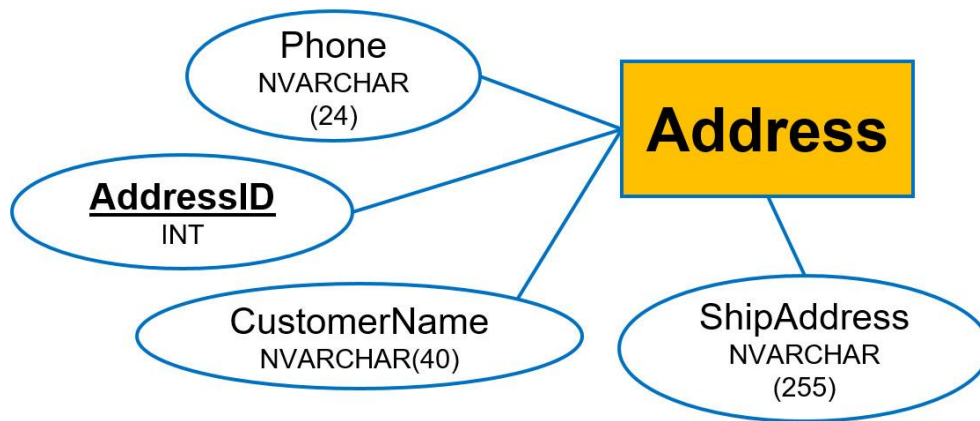 Phone
NVARCHAR
(24)
Address
AddressID
INT
CustomerName
NVARCHAR(40)
ShipAddress
NVARCHAR
(255)